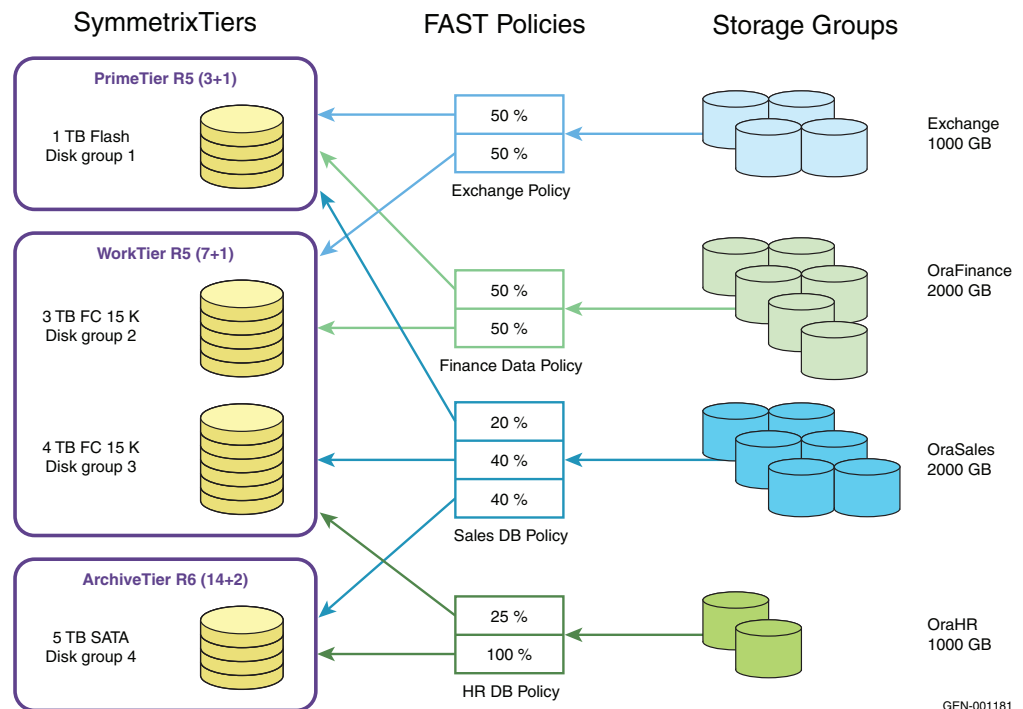 SymmetrixTiers
FAST Policies
Storage Groups
PrimeTier R5 (3+1)
1 TB Flash
Disk group 1
50 %
50 %
Exchange Policy
Exchange
1000 GB
WorkTier R5 (7+1)
3 TB FC 15 K
Disk group 2
50 %
50 %
Finance Data Policy
OraFinance
2000 GB
4 TB FC 15 K
Disk group 3
20 %
40 %
40 %
Sales DB Policy
OraSales
2000 GB
ArchiveTier R6 (14+2)
5 TB SATA
Disk group 4
25 %
100 %
HR DB Policy
OraHR
1000 GB
GEN-001181